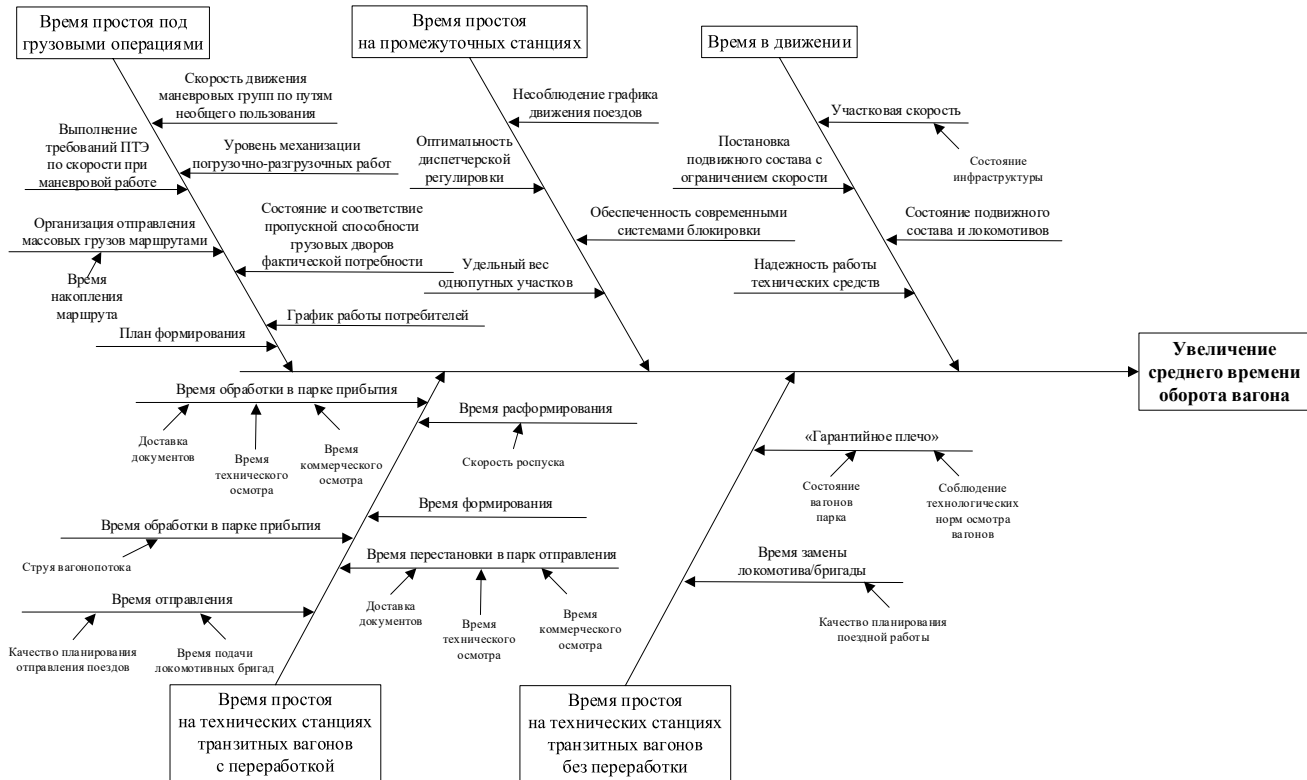 Время простоя под
грузовыми операциями
Время простоя
на промежуточных станциях
Время в движении
Скорость движения
маневровых групп по путям
необщего пользования
Выполнение
требований ПТЭ
по скорости при
маневровой работе
Уровень механизации
погрузочно-разгрузочных работ
Организация отправления
массовых грузов маршрутами
Время
накопления
маршрута
Состояние и соответствие
пропускной способности
грузовых дворов
фактической потребности
График работы потребителей
План формирования
Несоблюдение графика
движения поездов
Оптимальность
диспетчерской
регулировки
Обеспеченность современными
системами блокировки
Удельный вес
однопутных участков
Участковая скорость
Состояние
инфраструктуры
Постановка
подвижного состава с
ограничением скорости
Состояние подвижного
состава и локомотивов
Надежность работы
технических средств
Увеличение
среднего времени
оборота вагона
Время обработки в парке прибытия
Доставка
документов
Время
технического
осмотра
Время
коммерческого
осмотра
Время расформирования
Скорость роспуска
Время формирования
Время обработки в парке прибытия
Струя вагонопотока
Время перестановки в парк отправления
Доставка
документов
Время
технического
осмотра
Время
коммерческого
осмотра
Время отправления
Качество планирования
отправления поездов
Время подачи
локомотивных бригад
«Гарантийное плечо»
Состояние
вагонов
парка
Соблюдение
технологических
норм осмотра
вагонов
Время замены
локомотива/бригады
Качество планирования
поездной работы
Время простоя
на технических станциях
транзитных вагонов
с переработкой
Время простоя
на технических станциях
транзитных вагонов
без переработки